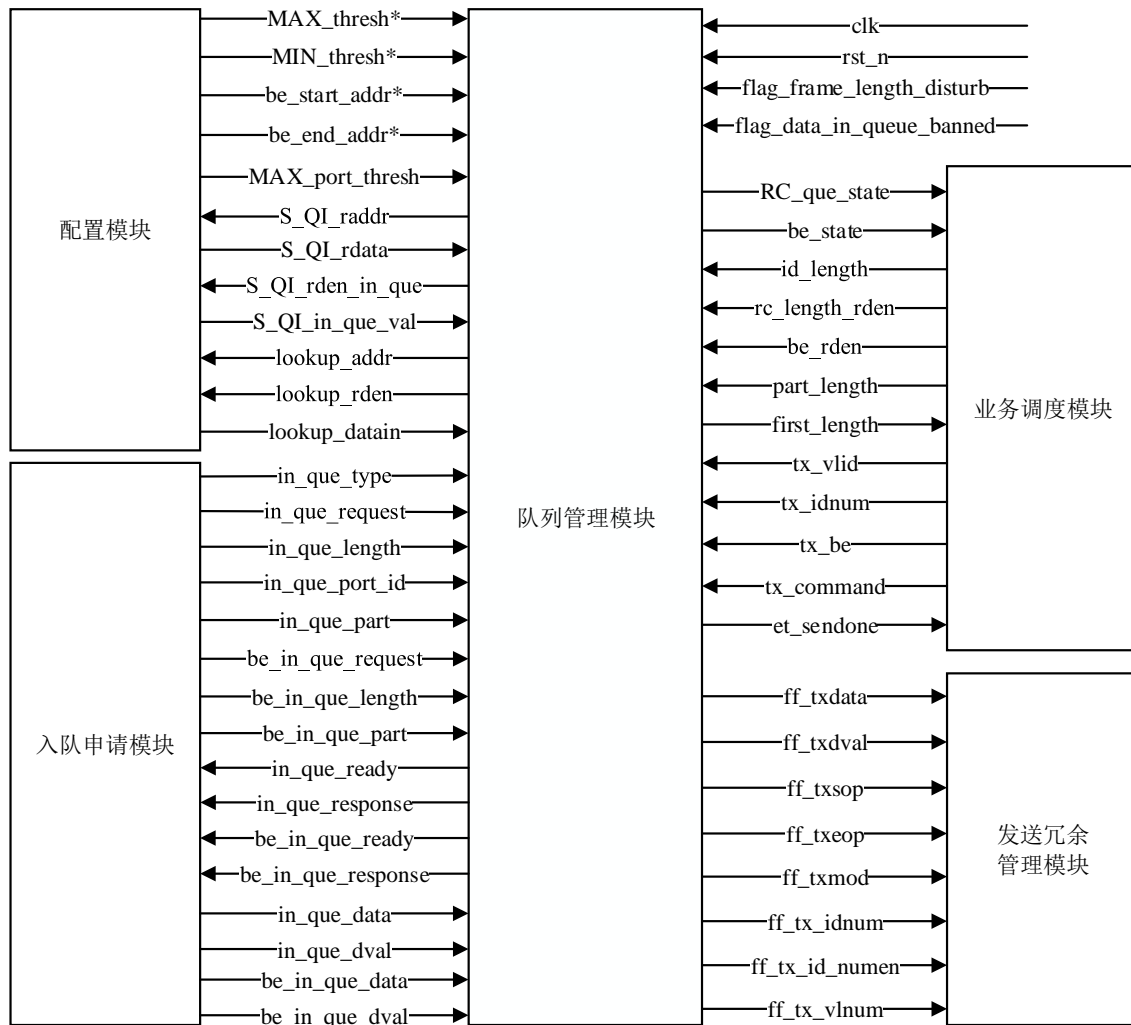 MAX_thresh*
MIN_thresh*
be_start_addr*
be_end_addr*
MAX_port_thresh
S_QI_raddr
S_QI_rdata
S_QI_rden_in_que
S_QI_in_que_val
lookup_addr
lookup_rden
lookup_datain
配置模块
in_que_type
in_que_request
in_que_length
in_que_port_id
in_que_part
be_in_que_request
be_in_que_length
be_in_que_part
in_que_ready
in_que_response
be_in_que_ready
be_in_que_response
in_que_data
in_que_dval
be_in_que_data
be_in_que_dval
入队申请模块
队列管理模块
clk
rst_n
flag_frame_length_disturb
flag_data_in_queue_banned
RC_que_state
be_state
id_length
rc_length_rden
be_rden
part_length
first_length
tx_vlid
tx_idnum
tx_be
tx_command
et_sendone
业务调度模块
ff_txdata
ff_txdval
ff_txsop
ff_txeop
ff_txmod
ff_tx_idnum
ff_tx_id_numen
ff_tx_vlnum
发送冗余
管理模块